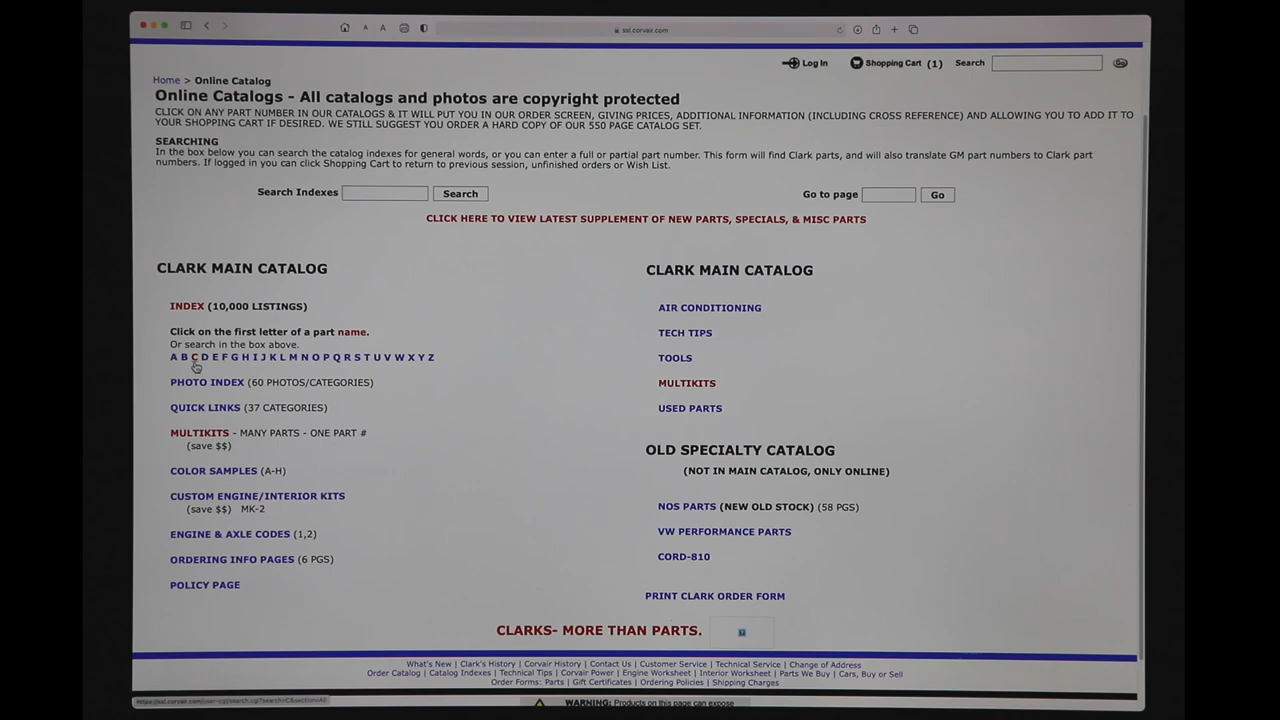 A A ssl.corvair.com
Log In Shopping Cart (1) Search Go
Home > Online Catalog
Online Catalogs - All catalogs and photos are copyright protected
CLICK ON ANY PART NUMBER IN OUR CATALOGS & IT WILL PUT YOU IN OUR ORDER SCREEN, GIVING PRICES, ADDITIONAL INFORMATION (INCLUDING CROSS REFERENCE) AND ALLOWING YOU TO ADD IT TO
YOUR SHOPPING CART IF DESIRED. WE STILL SUGGEST YOU ORDER A HARD COPY OF OUR 550 PAGE CATALOG SET.
SEARCHING
In the box below you can search the catalog indexes for general words, or you can enter a full or partial part number. This form will find Clark parts, and will also translate GM part numbers to Clark part
numbers. If logged in you can click Shopping Cart to return to previous session, unfinished orders or Wish List.
Search Indexes Search Go to page Go
CLICK HERE TO VIEW LATEST SUPPLEMENT OF NEW PARTS, SPECIALS, & MISC PARTS
CLARK MAIN CATALOG
INDEX (10,000 LISTINGS)
Click on the first letter of a part name.
Or search in the box above.
A B C D E F G H I J K L M N O P Q R S T U V W X Y Z
PHOTO INDEX (60 PHOTOS/CATEGORIES)
QUICK LINKS (37 CATEGORIES)
MULTIKITS - MANY PARTS - ONE PART #
(save $$)
COLOR SAMPLES (A-H)
CUSTOM ENGINE/INTERIOR KITS
(save $$) MK-2
ENGINE & AXLE CODES (1,2)
ORDERING INFO PAGES (6 PGS)
POLICY PAGE
CLARK MAIN CATALOG
AIR CONDITIONING
TECH TIPS
TOOLS
MULTIKITS
USED PARTS
OLD SPECIALTY CATALOG
(NOT IN MAIN CATALOG, ONLY ONLINE)
NOS PARTS (NEW OLD STOCK) (58 PGS)
VW PERFORMANCE PARTS
CORD-810
PRINT CLARK ORDER FORM
CLARKS- MORE THAN PARTS.
What's New | Clark's History | Corvair History | Contact Us | Customer Service | Technical Service | Change of Address
Order Catalog | Catalog Indexes | Technical Tips | Corvair Power | Engine Worksheet | Interior Worksheet | Parts We Buy | Cars, Buy or Sell
Order Forms: Parts | Gift Certificates | Ordering Policies | Shipping Charges
https://ssl.corvair.com/user-cgi/search.cgi?search=C&section=All
WARNING: Products on this page can expose